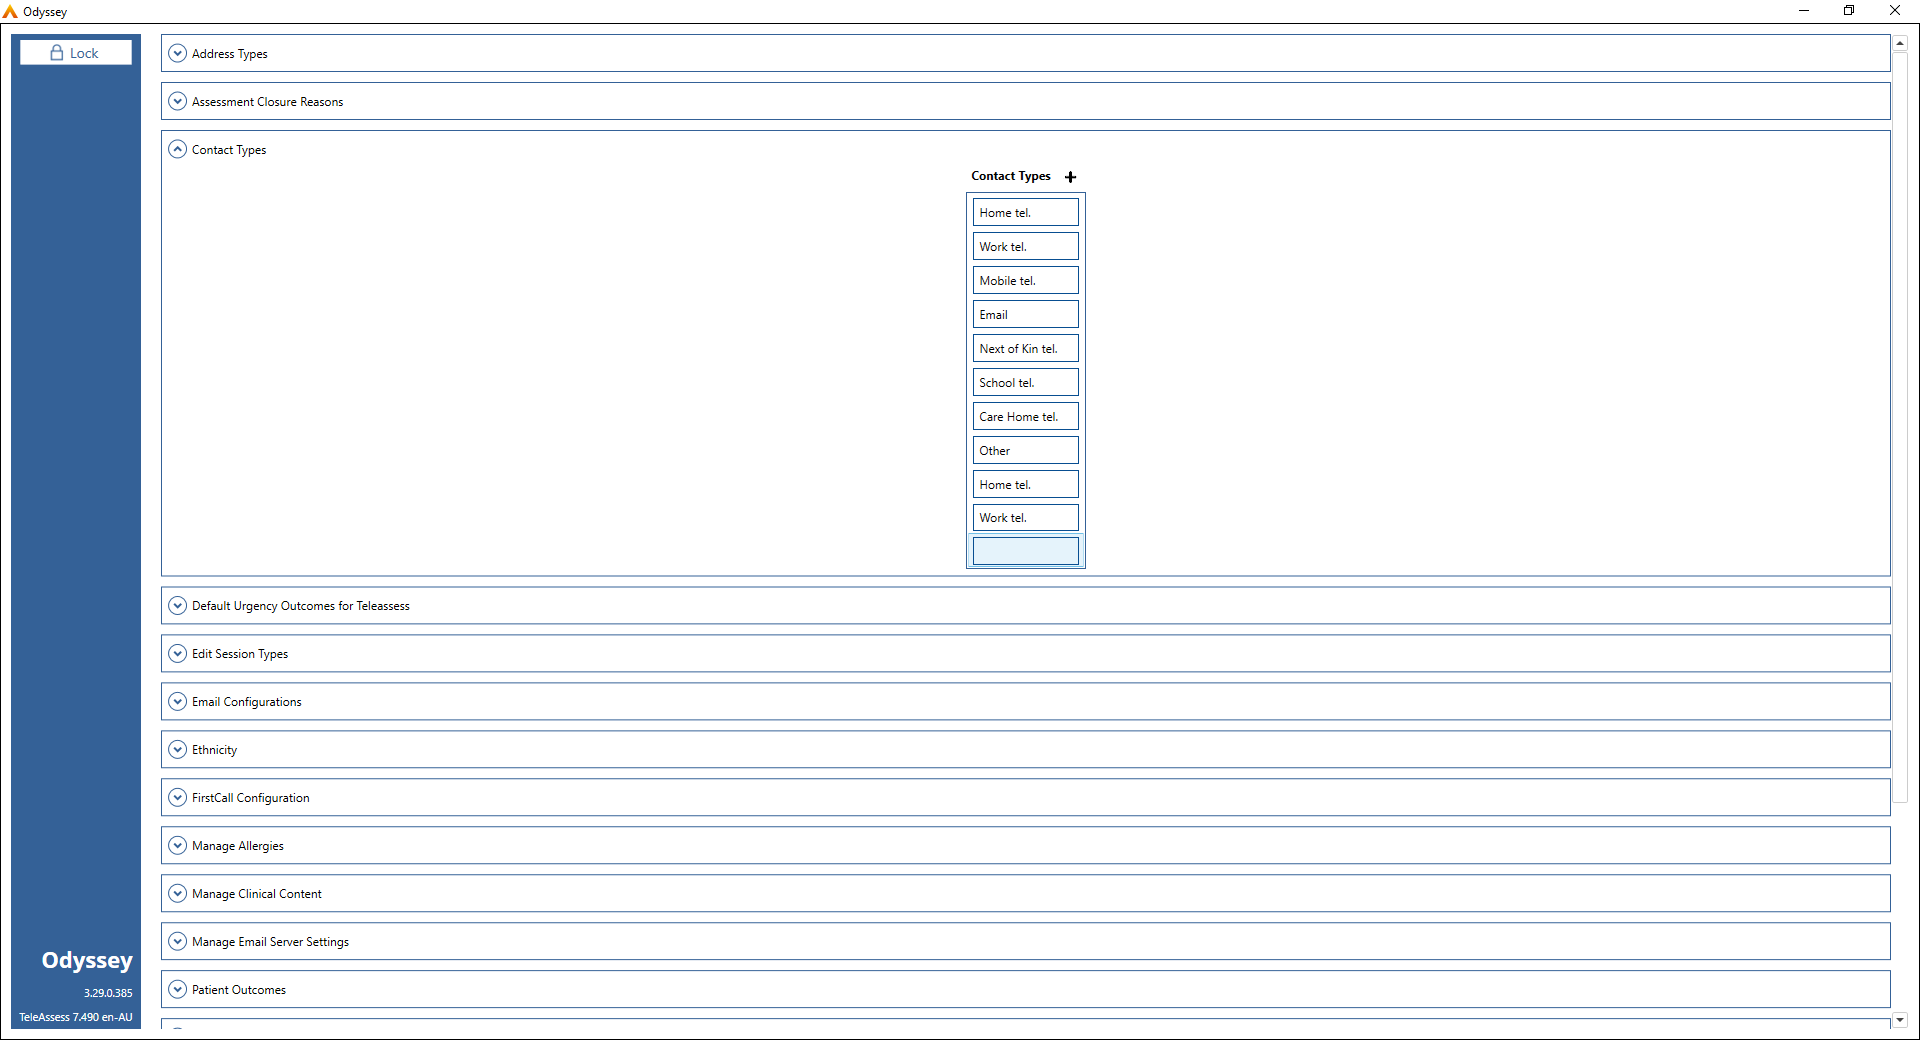 Odyssey
Lock
Address Types
Assessment Closure Reasons
Contact Types
Contact Types +
Home tel.
Work tel.
Mobile tel.
Email
Next of Kin tel.
School tel.
Care Home tel.
Other
Home tel.
Work tel.
Default Urgency Outcomes for Teleassess
Edit Session Types
Email Configurations
Ethnicity
FirstCall Configuration
Manage Allergies
Manage Clinical Content
Manage Email Server Settings
Patient Outcomes
Odyssey
3.29.0.385
TeleAssess 7.490 en-AU